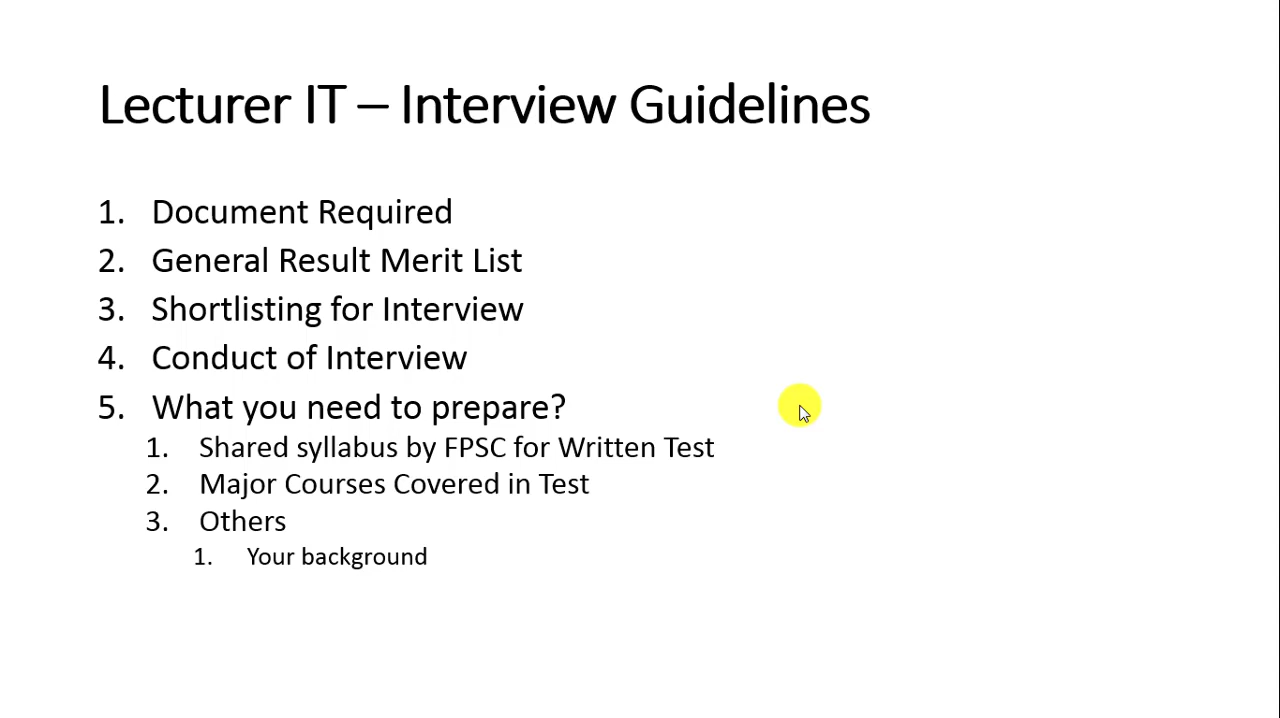 Lecturer IT – Interview Guidelines
1. Document Required
2. General Result Merit List
3. Shortlisting for Interview
4. Conduct of Interview
5. What you need to prepare?
1. Shared syllabus by FPSC for Written Test
2. Major Courses Covered in Test
3. Others
1. Your background